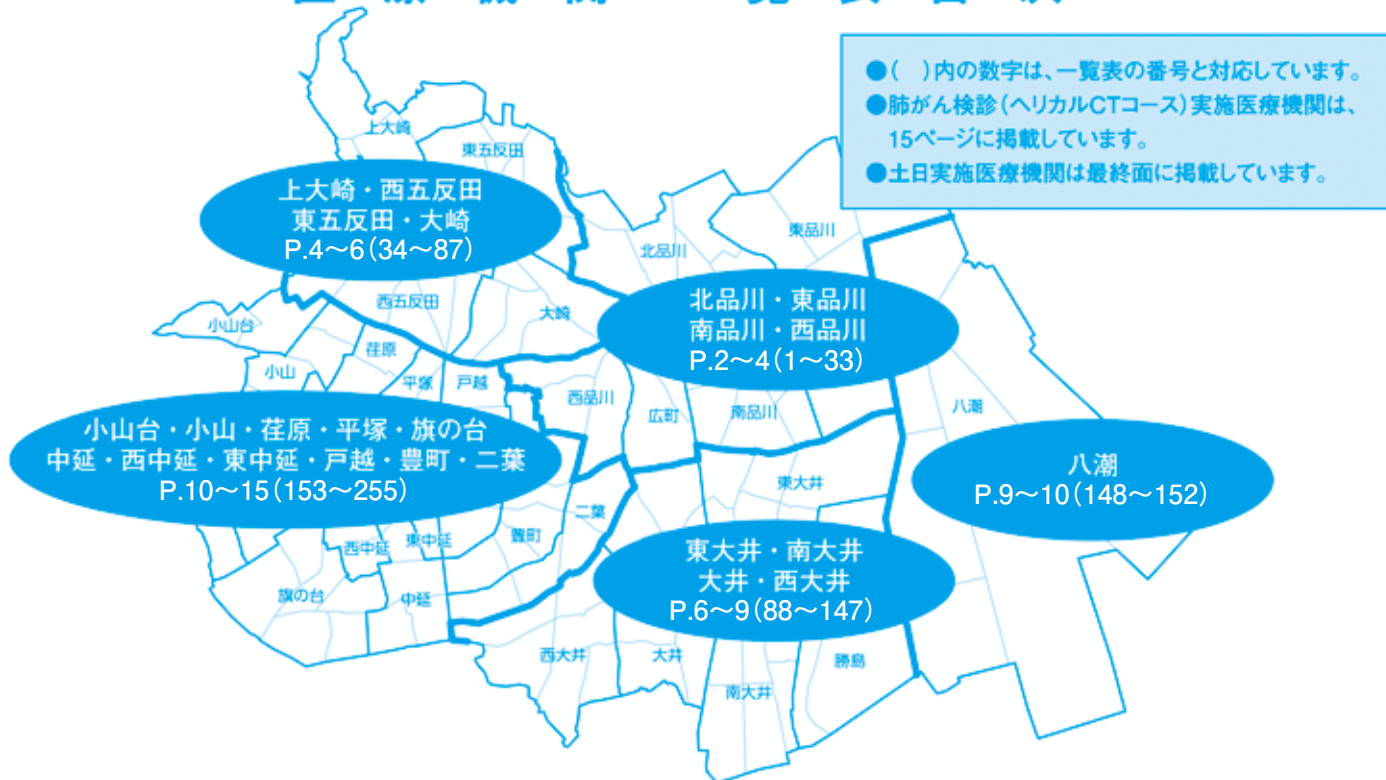 ●( )内の数字は、一覧表の番号と対応しています。
●肺がん検診(ヘリカルCTコース)実施医療機関は、
15ページに掲載しています。
●土日実施医療機関は最終面に掲載しています。
上大崎
東五反田
上大崎・西五反田
東五反田・大崎
P.4〜6(34〜87)
北品川
東品川
西五反田
大崎
北品川・東品川
南品川・西品川
P.2〜4(1〜33)
小山台
荏原
小山
平塚
戸越
西品川
広町
南品川
八潮
小山台・小山・荏原・平塚・旗の台
中延・西中延・東中延・戸越・豊町・二葉
P.10〜15(153〜255)
八潮
P.9〜10(148〜152)
東大井
二葉
豊町
西中延
東中延
東大井・南大井
大井・西大井
P.6〜9(88〜147)
旗の台
中延
西大井
大井
勝島
南大井